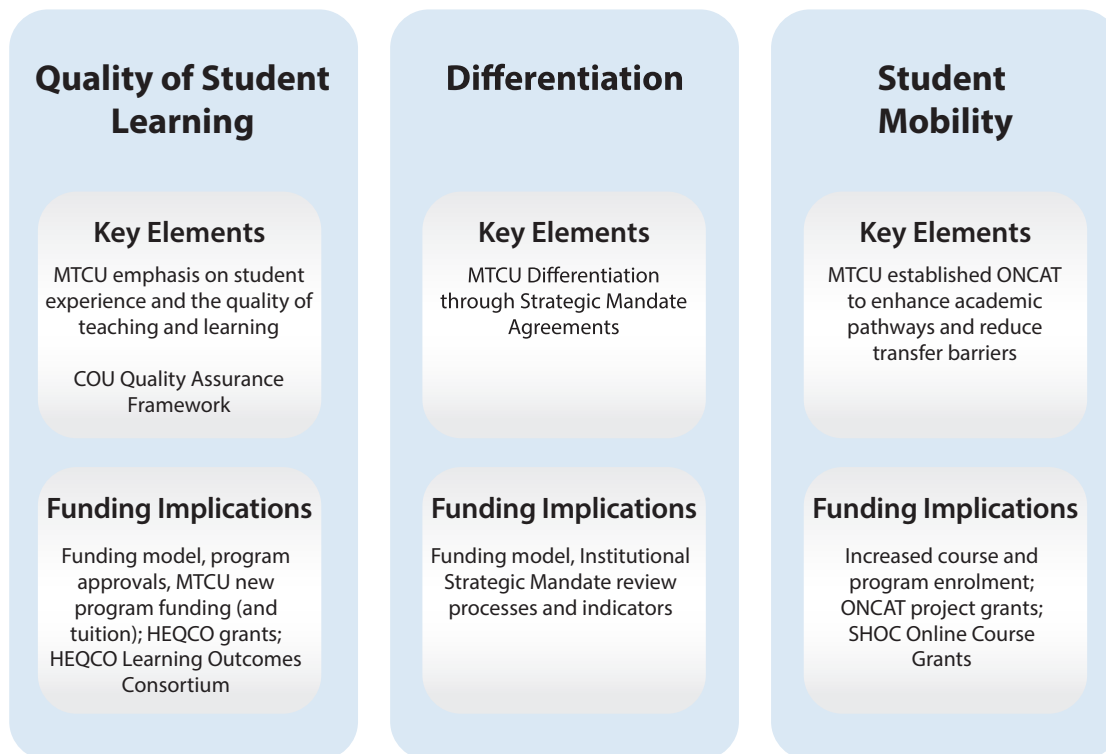 Quality of Student
Learning
Key Elements
MTCU emphasis on student
experience and the quality of
teaching and learning
COU Quality Assurance
Framework
Funding Implications
Funding model, program
approvals, MTCU new
program funding (and
tuition); HEQCO grants;
HEQCO Learning Outcomes
Consortium
Differentiation
Key Elements
MTCU Differentiation
through Strategic Mandate
Agreements
Funding Implications
Funding model, Institutional
Strategic Mandate review
processes and indicators
Student
Mobility
Key Elements
MTCU established ONCAT
to enhance academic
pathways and reduce
transfer barriers
Funding Implications
Increased course and
program enrolment;
ONCAT project grants;
SHOC Online Course
Grants